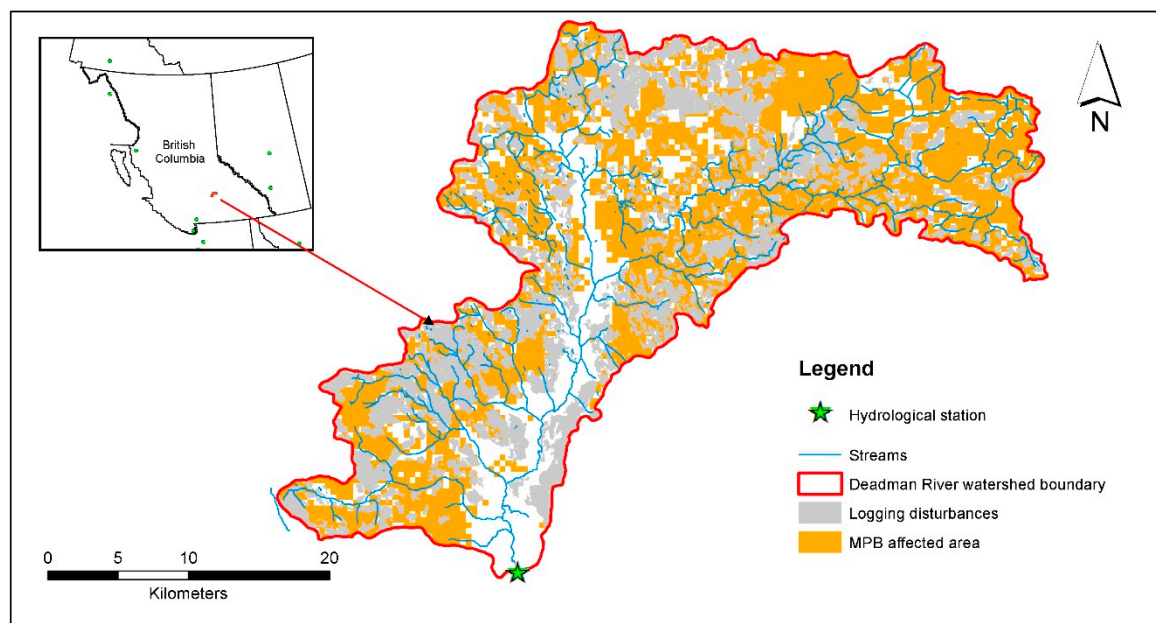 British
Columbia
N
Legend
Hydrological station
Streams
Deadman River watershed boundary
Logging disturbances
MPB affected area
0 5 10 20
Kilometers